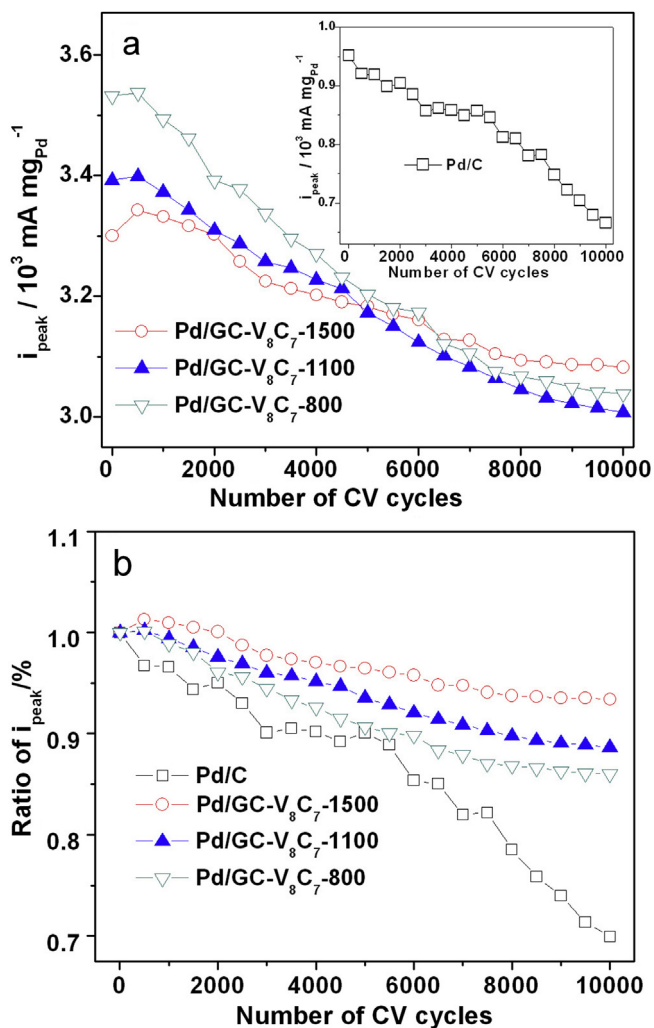 a
3.6
3.4
3.2
3.0
i_peak / 10³ mA mg_Pd⁻¹
0 2000 4000 6000 8000 10000
Number of CV cycles
Pd/GC-V₈C₇-1500
Pd/GC-V₈C₇-1100
Pd/GC-V₈C₇-800
1.0
0.9
0.8
0.7
i_peak / 10³ mA mg_Pd⁻¹
Pd/C
0 2000 4000 6000 8000 10000
Number of CV cycles
b
1.1
1.0
0.9
0.8
0.7
Ratio of i_peak/%
Pd/C
Pd/GC-V₈C₇-1500
Pd/GC-V₈C₇-1100
Pd/GC-V₈C₇-800
0 2000 4000 6000 8000 10000
Number of CV cycles